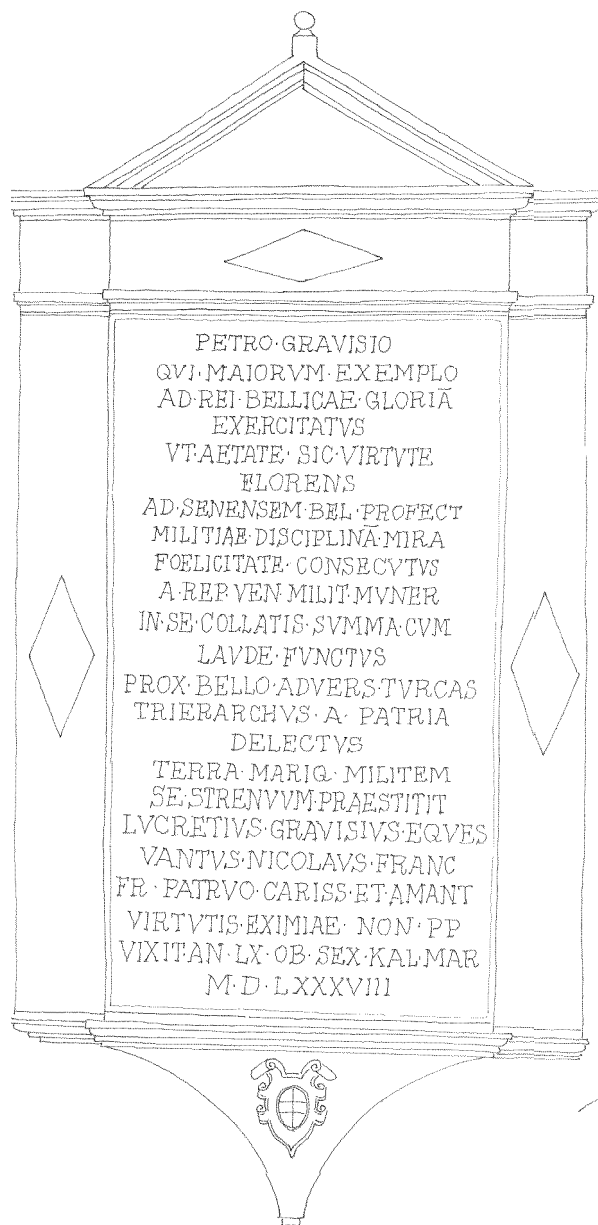 PETRO·GRAVISIO
QVI·MAIORVM·EXEMPLO
AD·REI·BELLICAE·GLORIĀ
EXERCITATVS
VT·AETATE·SIC·VIRTVTE
FLORENS
AD·SENENSEM·BEL·PROFECT
MILITIAE·DISCIPLINĀ·MIRA
FOELICITATE·CONSECVTVS
A·REP·VEN·MILIT·MVNER
IN·SE·COLLATIS·SVMMA·CVM
LAVDE·FVNCTVS
PROX·BELLO·ADVERS·TVRCAS
TRIERARCHVS·A·PATRIA
DELECTVS
TERRA·MARIQ·MILITEM
SE·STRENVVM·PRAESTITIT
LVCRETIVS·GRAVISIVS·EQVES
VANTVS·NICOLAVS·FRANC
FR·PATRVO·CARISS·ET·AMANT
VIRTVTIS·EXIMIAE·NON·PP
VIXIT·AN·LX·OB·SEX·KAL·MAR
M·D·LXXXVIII